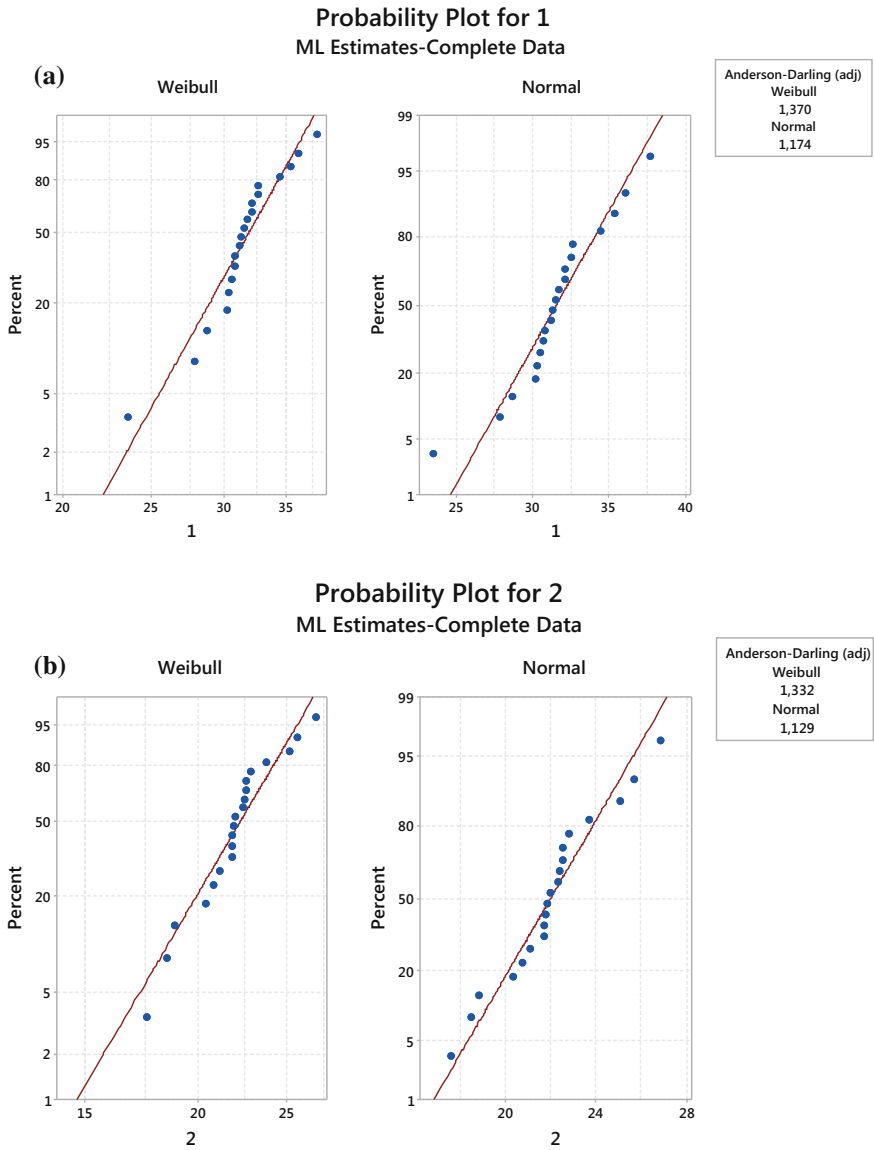 Probability Plot for 1
ML Estimates-Complete Data
(a)
Weibull
Normal
Anderson-Darling (adj)
Weibull
1,370
Normal
1,174
Percent
95
80
50
20
5
2
1
20 25 30 35
1
Percent
99
95
80
50
20
5
1
25 30 35 40
1
Probability Plot for 2
ML Estimates-Complete Data
(b)
Weibull
Normal
Anderson-Darling (adj)
Weibull
1,332
Normal
1,129
Percent
95
80
50
20
5
2
1
15 20 25
2
Percent
99
95
80
50
20
5
1
20 24 28
2